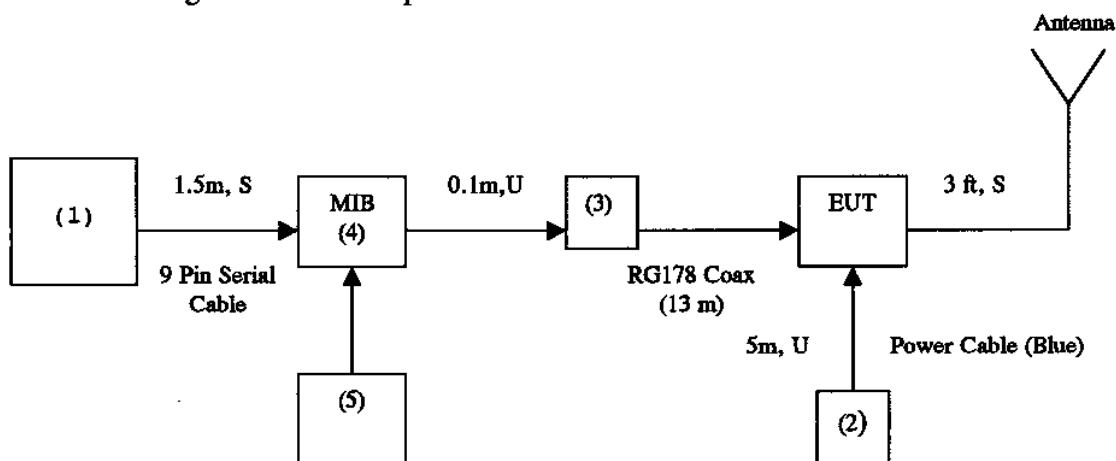 Antenna
1.5m, S
0.1m,U
3 ft, S
(1)
MIB
(4)
(3)
EUT
9 Pin Serial
Cable
RG178 Coax
(13 m)
5m, U
Power Cable (Blue)
(5)
(2)